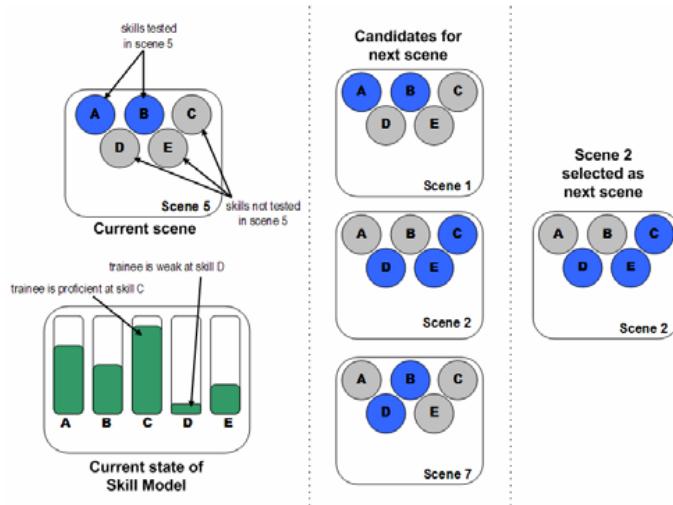 skills tested
in scene 5
A B C
D E
Scene 5
skills not tested
in scene 5
Current scene
trainee is weak at skill D
trainee is proficient at skill C
A B C D E
Current state of
Skill Model
Candidates for
next scene
A B C
D E
Scene 1
A B C
D E
Scene 2
A B C
D E
Scene 7
Scene 2
selected as
next scene
A B C
D E
Scene 2